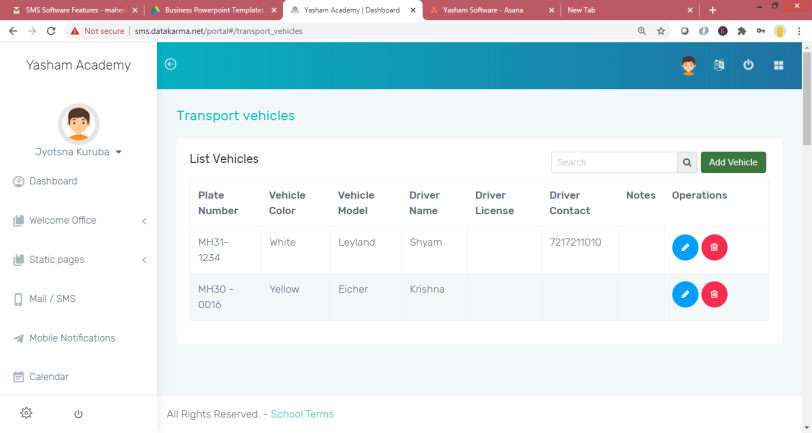 SMS Software Features - mahes
Business Powerpoint Templates
Yasham Academy | Dashboard
Yasham Software - Asana
New Tab
Not secure | sms.datakarma.net/portal#/transport_vehicles
Yasham Academy
Jyotsna Kuruba
Dashboard
Welcome Office
Static pages
Mail / SMS
Mobile Notifications
Calendar
Transport vehicles
List Vehicles
Search
Add Vehicle
Plate Number Vehicle Color Vehicle Model Driver Name Driver License Driver Contact Notes Operations
MH31-1234 White Leyland Shyam 7217211010
MH30 - 0016 Yellow Eicher Krishna
All Rights Reserved. - School Terms